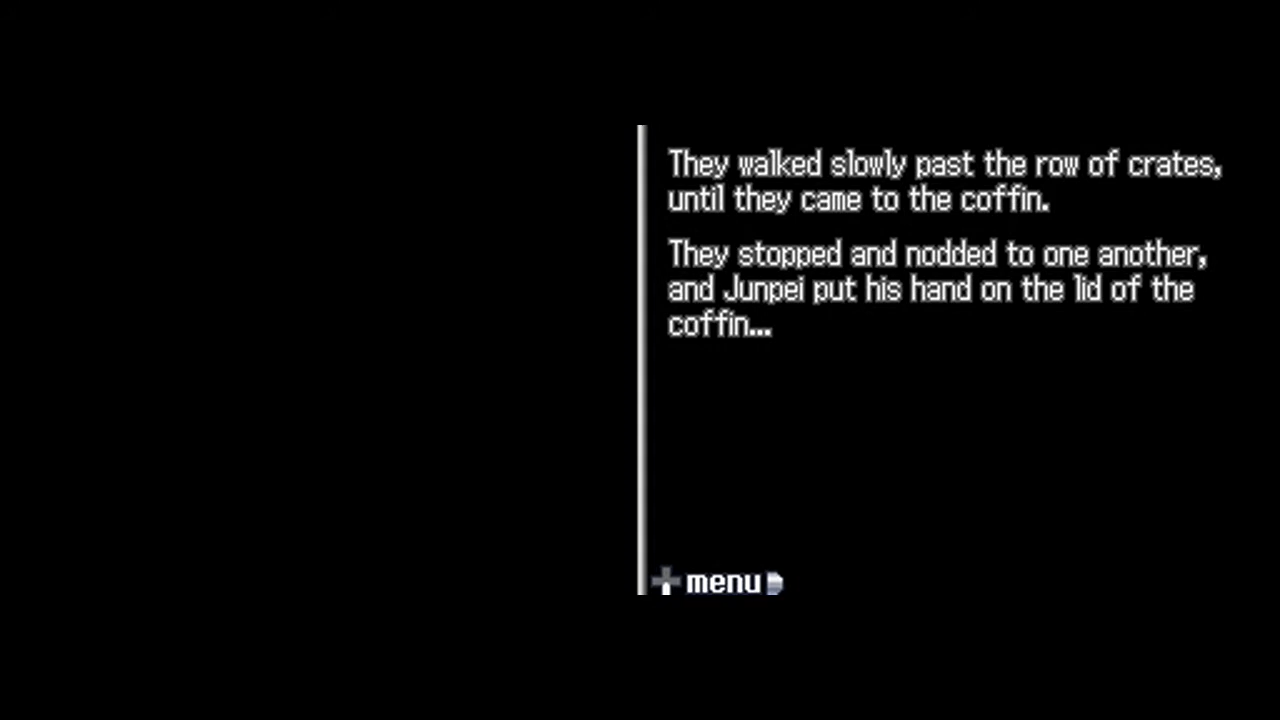 They walked slowly past the row of crates,
until they came to the coffin.
They stopped and nodded to one another,
and Junpei put his hand on the lid of the
coffin...
menu